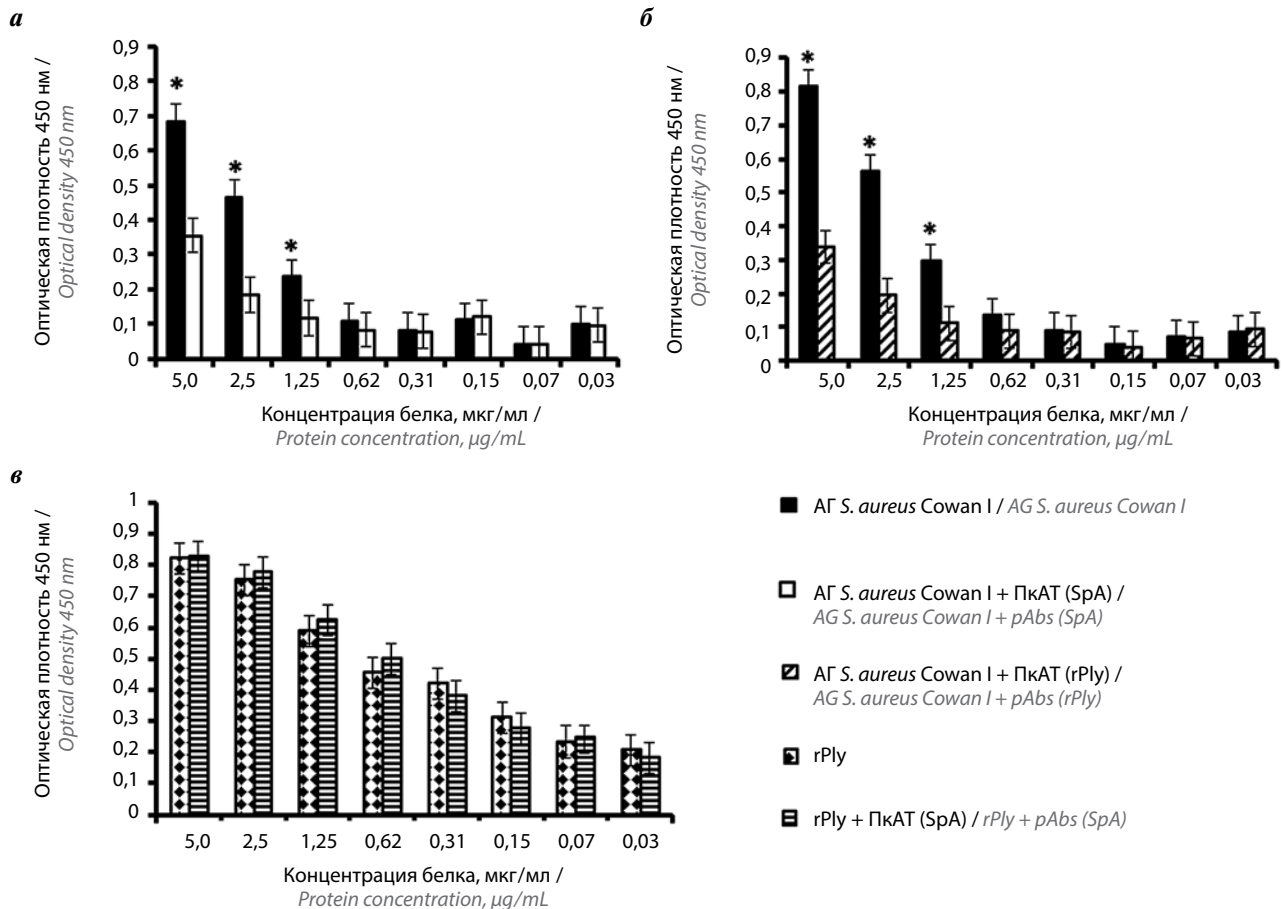 а
0,9
0,8
0,7
0,6
0,5
0,4
0,3
0,2
0,1
0
*
*
*
Оптическая плотность 450 нм /
Optical density 450 nm
5,0 2,5 1,25 0,62 0,31 0,15 0,07 0,03
Концентрация белка, мкг/мл /
Protein concentration, µg/mL
б
0,9
0,8
0,7
0,6
0,5
0,4
0,3
0,2
0,1
0
*
*
*
Оптическая плотность 450 нм /
Optical density 450 nm
5,0 2,5 1,25 0,62 0,31 0,15 0,07 0,03
Концентрация белка, мкг/мл /
Protein concentration, µg/mL
в
1
0,9
0,8
0,7
0,6
0,5
0,4
0,3
0,2
0,1
0
Оптическая плотность 450 нм /
Optical density 450 nm
5,0 2,5 1,25 0,62 0,31 0,15 0,07 0,03
Концентрация белка, мкг/мл /
Protein concentration, µg/mL
АГ S. aureus Cowan I / AG S. aureus Cowan I
АГ S. aureus Cowan I + ПкАТ (SpA) /
AG S. aureus Cowan I + pAbs (SpA)
АГ S. aureus Cowan I + ПкАТ (rPly) /
AG S. aureus Cowan I + pAbs (rPly)
rPly
rPly + ПкАТ (SpA) / rPly + pAbs (SpA)